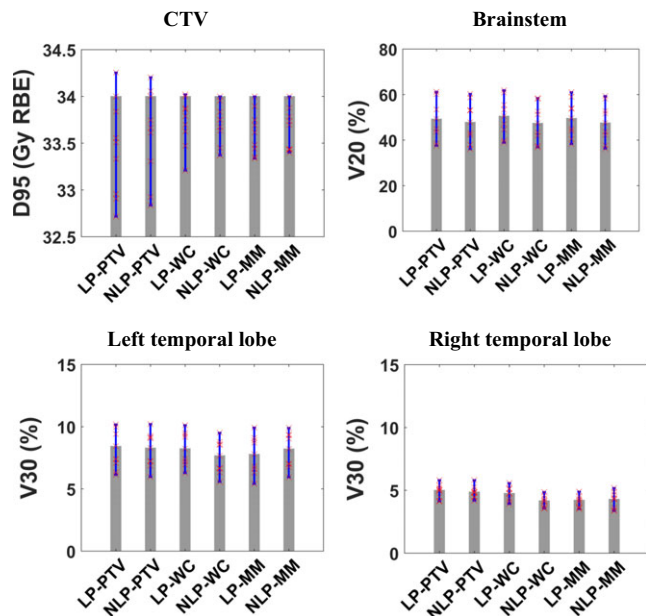 CTV
D95 (Gy RBE)
34.5
34
33.5
33
32.5
LP-PTV
NLP-PTV
LP-WC
NLP-WC
LP-MM
NLP-MM
Brainstem
V20 (%)
80
60
40
20
0
LP-PTV
NLP-PTV
LP-WC
NLP-WC
LP-MM
NLP-MM
Left temporal lobe
V30 (%)
15
10
5
0
LP-PTV
NLP-PTV
LP-WC
NLP-WC
LP-MM
NLP-MM
Right temporal lobe
V30 (%)
15
10
5
0
LP-PTV
NLP-PTV
LP-WC
NLP-WC
LP-MM
NLP-MM